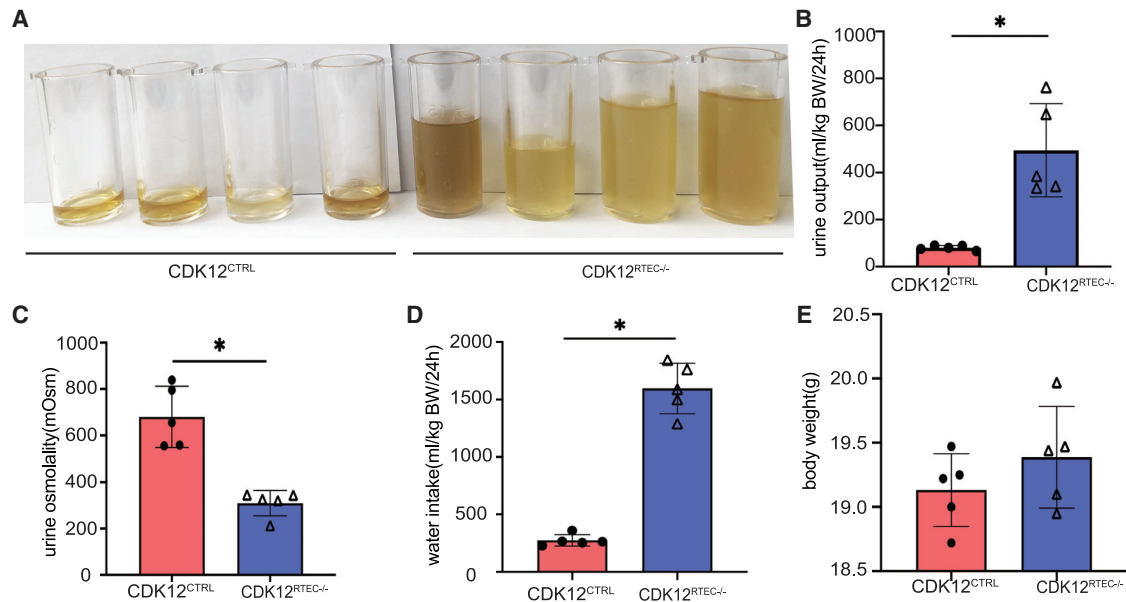 A
CDK12CTRL
CDK12RTEC-/-
B
*
urine output(ml/kg BW/24h)
1000
800
600
400
200
0
CDK12CTRL
CDK12RTEC-/-
C
*
urine osmolality(mOsm)
1000
800
600
400
200
0
CDK12CTRL
CDK12RTEC-/-
D
*
water intake(ml/kg BW/24h)
2000
1500
1000
500
0
CDK12CTRL
CDK12RTEC-/-
E
body weight(g)
20.5
20.0
19.5
19.0
18.5
CDK12CTRL
CDK12RTEC-/-